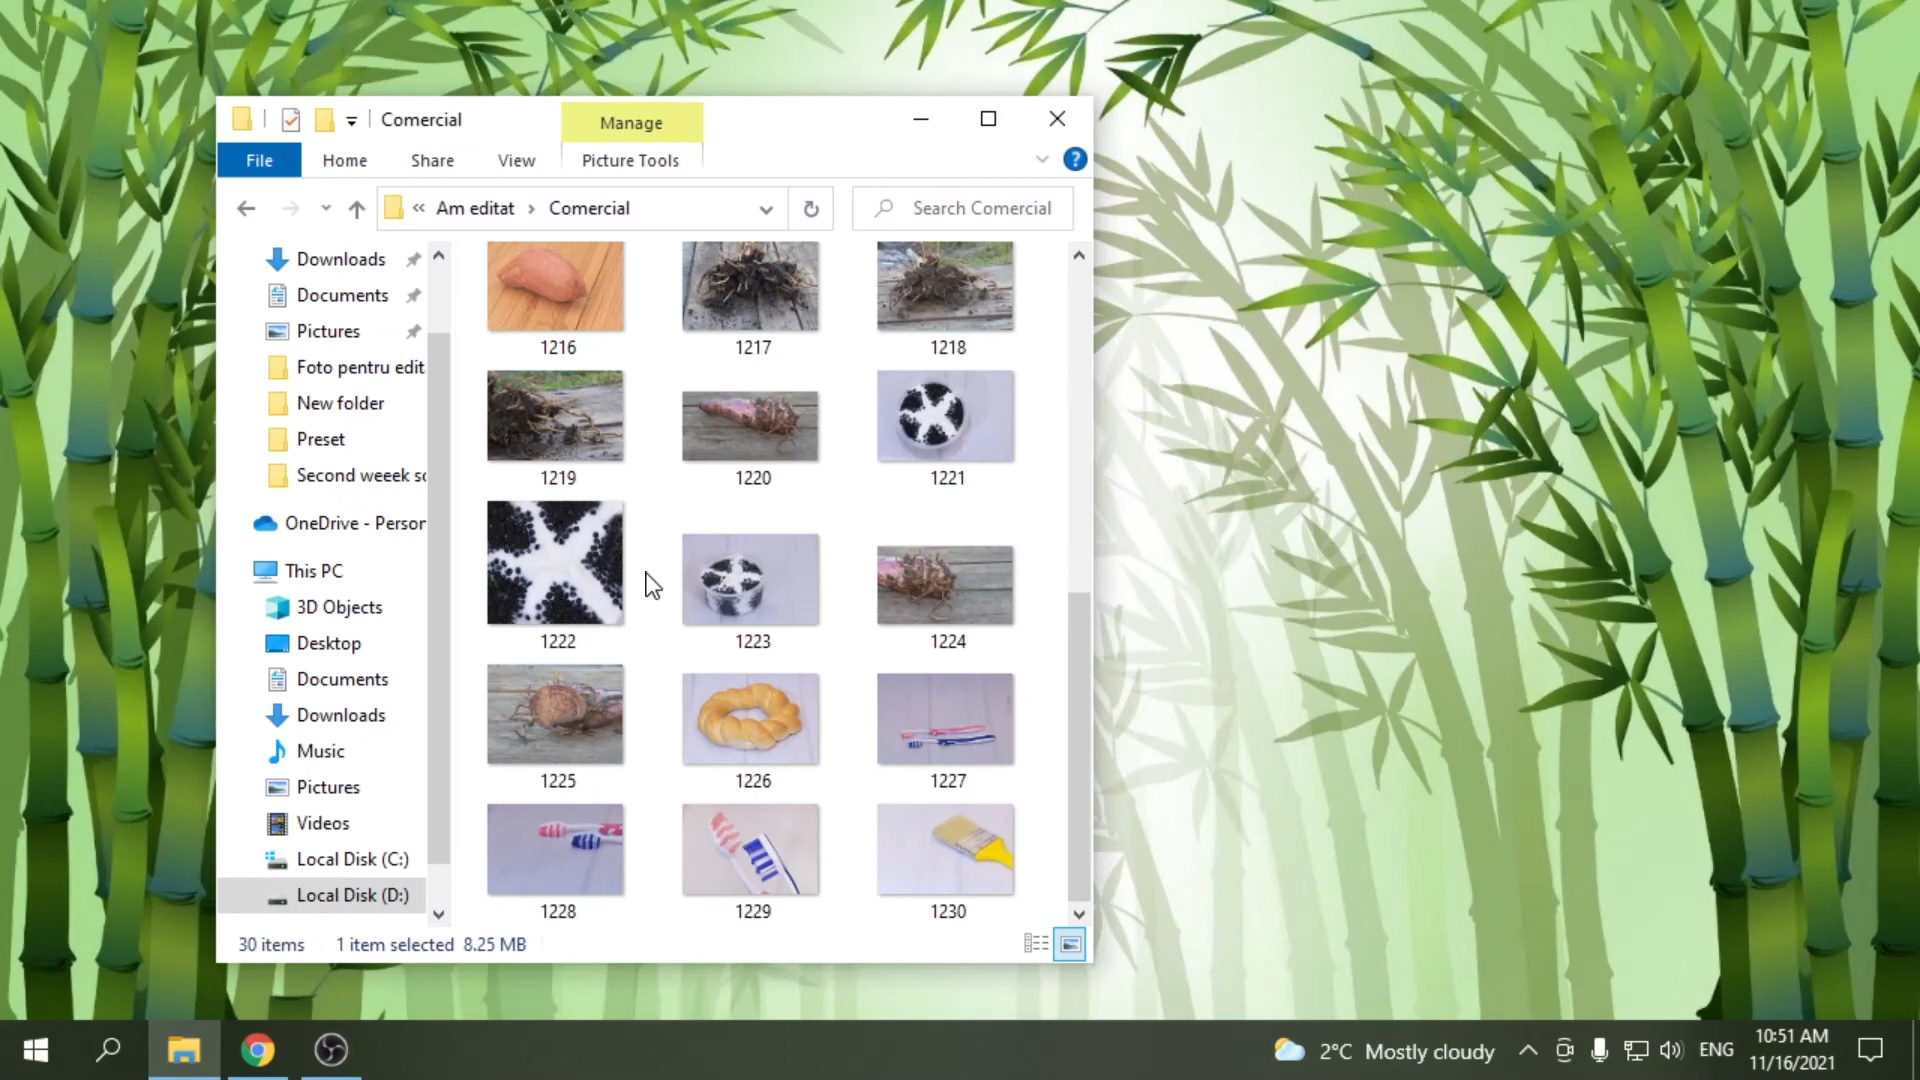 Comercial
Manage
File Home Share View Picture Tools
« Am editat › Comercial
Search Comercial
Downloads
Documents
Pictures
Foto pentru edit
New folder
Preset
Second weeek sc
OneDrive - Person
This PC
3D Objects
Desktop
Documents
Downloads
Music
Pictures
Videos
Local Disk (C:)
Local Disk (D:)
1216 1217 1218
1219 1220 1221
1222 1223 1224
1225 1226 1227
1228 1229 1230
30 items 1 item selected 8.25 MB
2°C Mostly cloudy
ENG
10:51 AM
11/16/2021